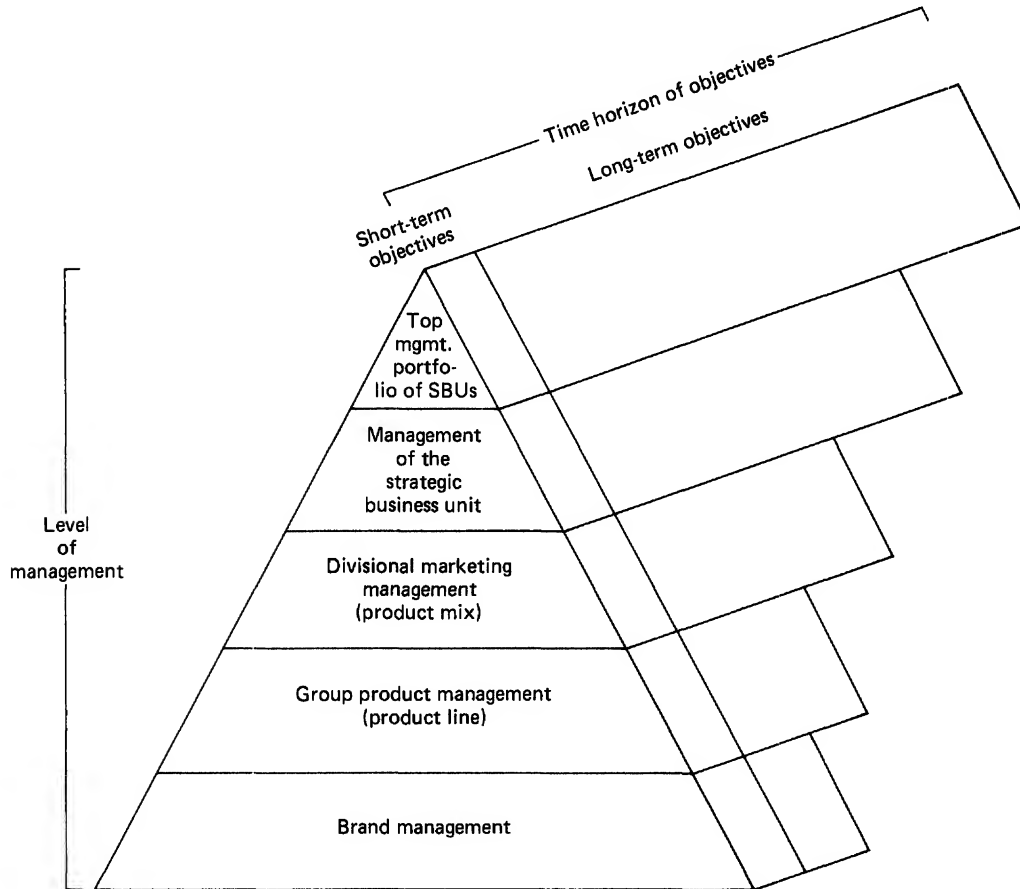 Time horizon of objectives
Long-term objectives
Short-term
objectives
Top
mgmt.
portfo-
lio of SBUs
Management
of the
strategic
business unit
Level
of
management
Divisional marketing
management
(product mix)
Group product management
(product line)
Brand management